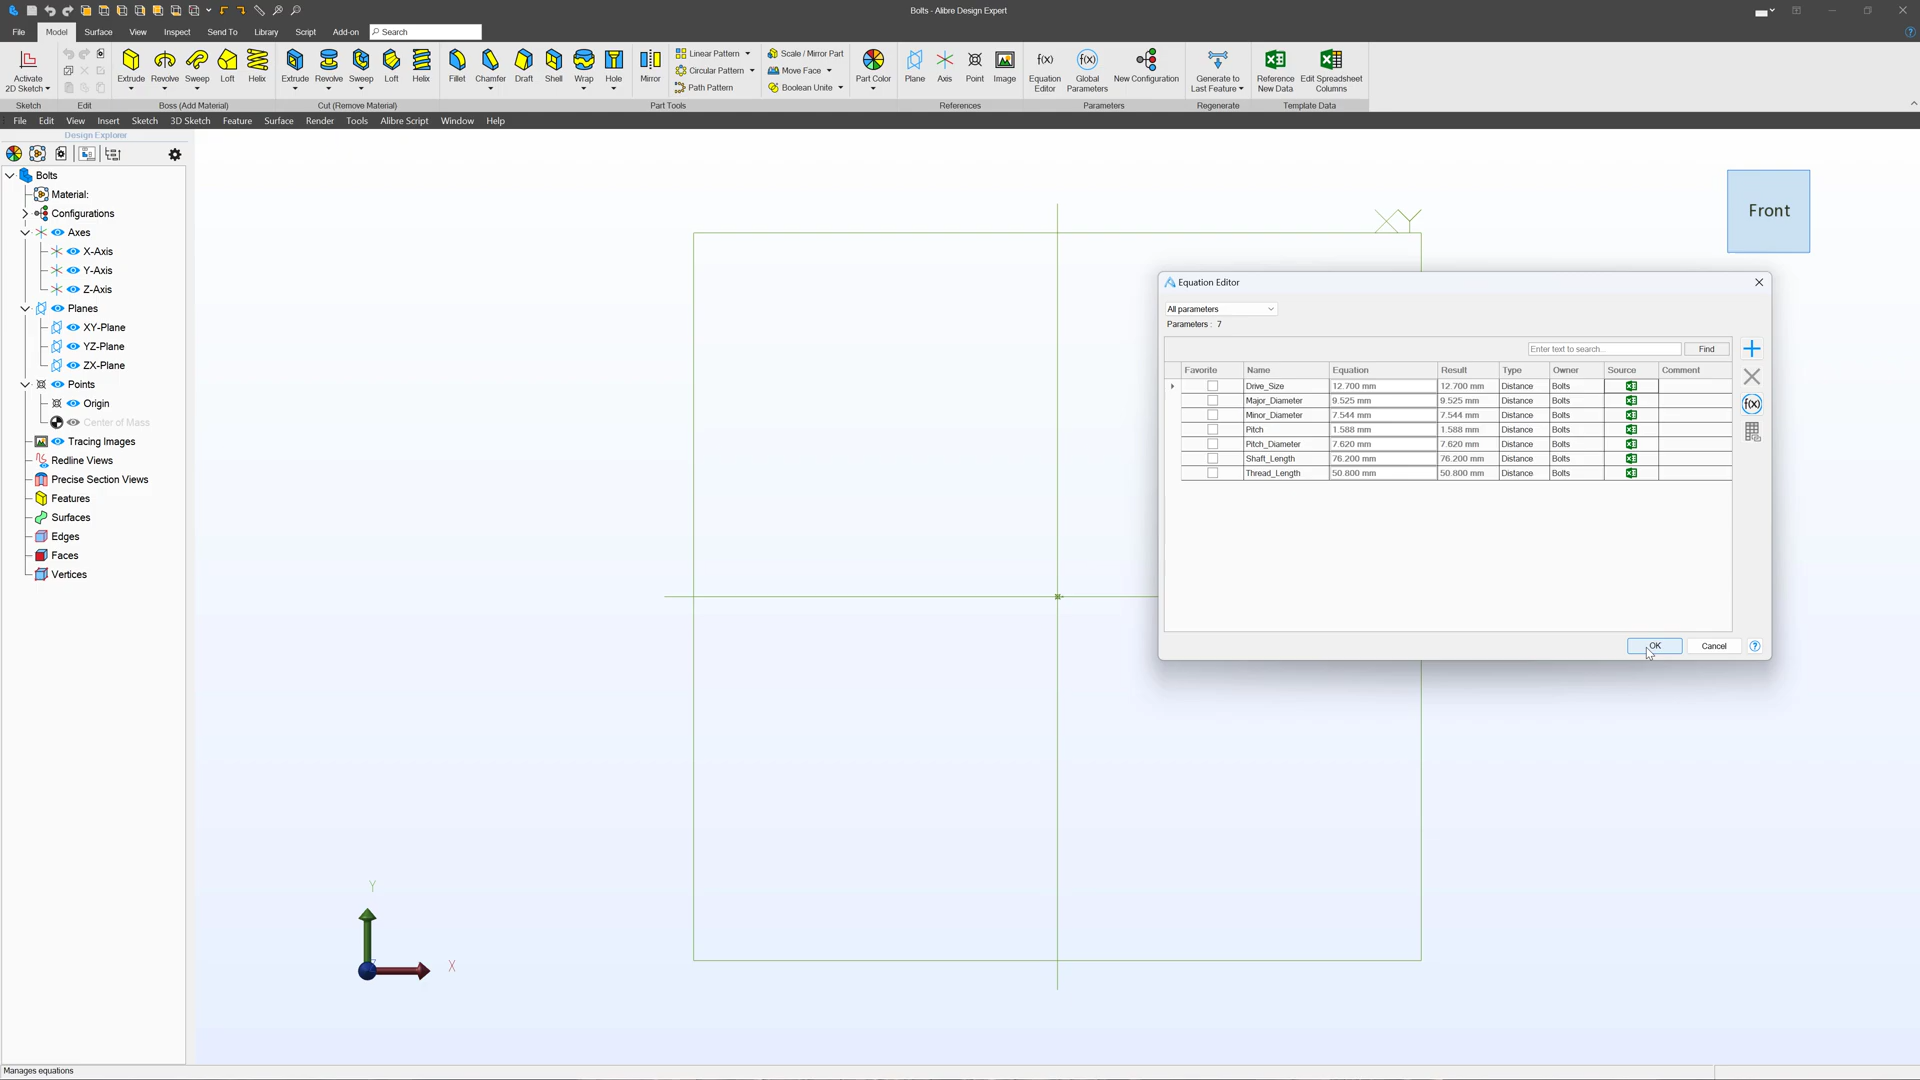 Bolts - Alibre Design Expert
File Model Surface View Inspect Send To Library Script Add-on Search
Activate 2D Sketch
Extrude Revolve Sweep Loft Helix
Extrude Revolve Sweep Loft Helix
Fillet Chamfer Draft Shell Wrap Hole Mirror
Linear Pattern
Circular Pattern
Path Pattern
Scale / Mirror Part
Move Face
Boolean Unite
Part Color
Plane Axis Point Image
Equation Editor
Global Parameters
New Configuration
Generate to Last Feature
Reference New Data
Edit Spreadsheet Columns
Sketch Edit Boss (Add Material) Cut (Remove Material) Part Tools References Parameters Regenerate Template Data
File Edit View Insert Sketch 3D Sketch Feature Surface Render Tools Alibre Script Window Help
Design Explorer
Bolts
Material:
Configurations
Axes
X-Axis
Y-Axis
Z-Axis
Planes
XY-Plane
YZ-Plane
ZX-Plane
Points
Origin
Center of Mass
Tracing Images
Redline Views
Precise Section Views
Features
Surfaces
Edges
Faces
Vertices
XY
Front
Equation Editor
All parameters
Parameters : 7
Enter text to search... Find
Favorite Name Equation Result Type Owner Source Comment
Drive_Size 12.700 mm 12.700 mm Distance Bolts
Major_Diameter 9.525 mm 9.525 mm Distance Bolts
Minor_Diameter 7.544 mm 7.544 mm Distance Bolts
Pitch 1.588 mm 1.588 mm Distance Bolts
Pitch_Diameter 7.620 mm 7.620 mm Distance Bolts
Shaft_Length 76.200 mm 76.200 mm Distance Bolts
Thread_Length 50.800 mm 50.800 mm Distance Bolts
f(x)
OK Cancel ?
Y
X
Manages equations